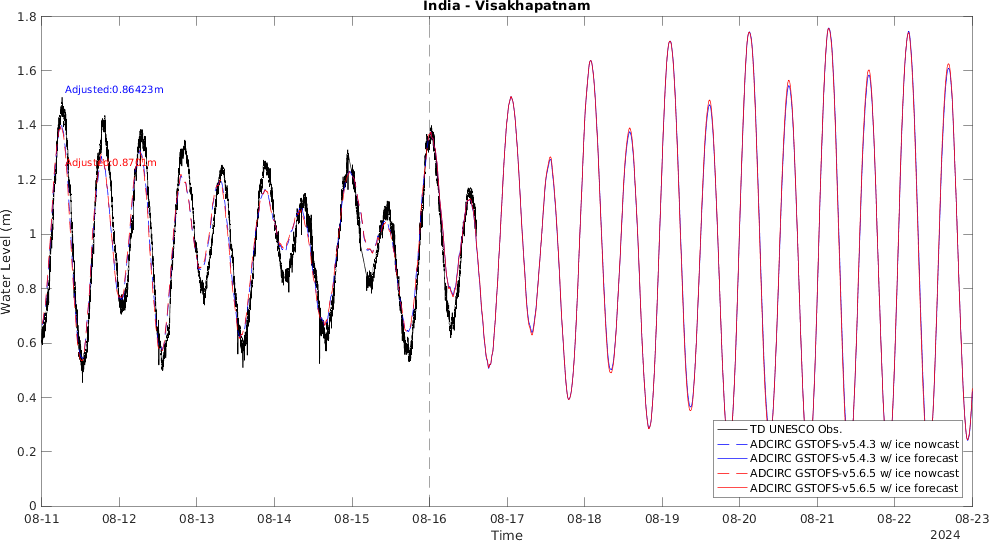 India - Visakhapatnam
Water Level (m)
1.8
1.6
1.4
1.2
1
0.8
0.6
0.4
0.2
0
Adjusted:0.86423m
TD UNESCO Obs.
ADCIRC GSTOFS-v5.4.3 w/ ice nowcast
ADCIRC GSTOFS-v5.4.3 w/ ice forecast
ADCIRC GSTOFS-v5.6.5 w/ ice nowcast
ADCIRC GSTOFS-v5.6.5 w/ ice forecast
08-11 08-12 08-13 08-14 08-15 08-16 08-17 08-18 08-19 08-20 08-21 08-22 08-23
Time
2024